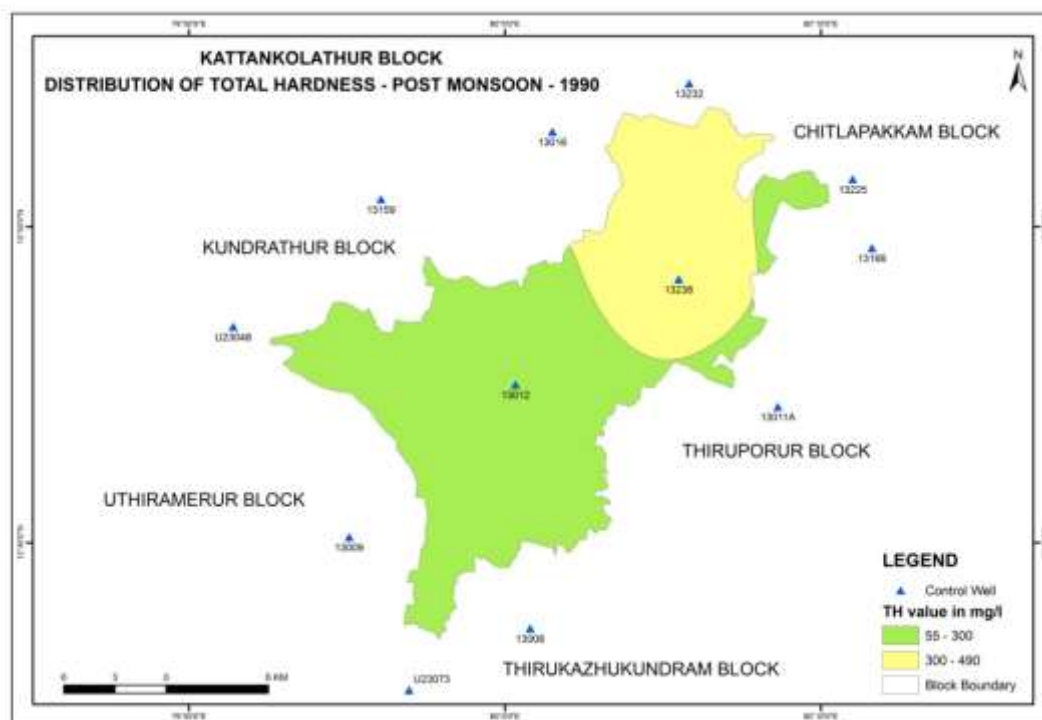 KATTANKOLATHUR BLOCK
DISTRIBUTION OF TOTAL HARDNESS - POST MONSOON - 1990
N
13232
CHITLAPAKKAM BLOCK
13016
13225
13159
KUNDRATHUR BLOCK
13238
U23048
13012
13011A
THIRUPORUR BLOCK
UTHIRAMERUR BLOCK
13009
LEGEND
Control Well
TH value in mg/l
55 - 300
300 - 490
Block Boundary
13008
THIRUKAZHUKUNDRAM BLOCK
U23073